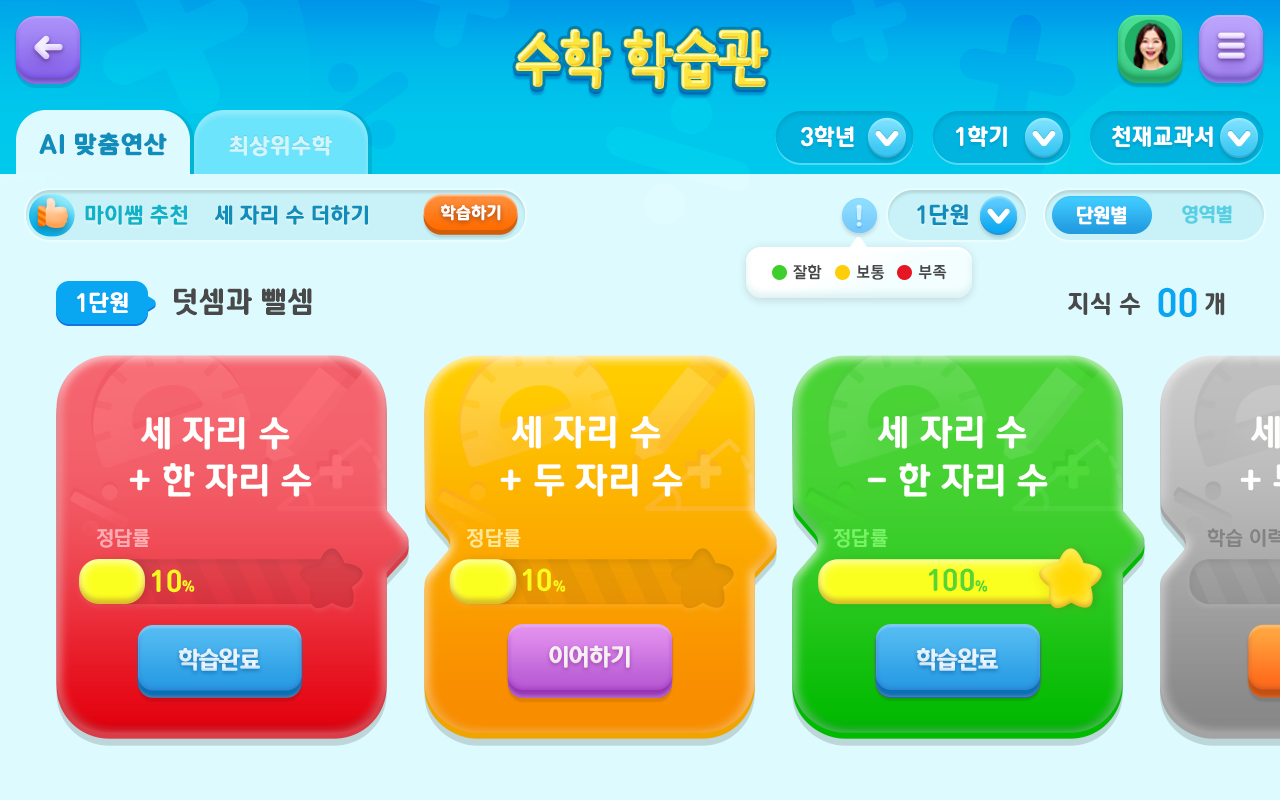 수학 학습관
AI 맞춤연산
최상위수학
3학년
1학기
천재교과서
마이쌤 추천
세 자리 수 더하기
학습하기
!
1단원
단원별
영역별
잘함
보통
부족
1단원
덧셈과 뺄셈
지식 수 00 개
세 자리 수
+ 한 자리 수
정답률
10%
학습완료
세 자리 수
+ 두 자리 수
정답률
10%
이어하기
세 자리 수
- 한 자리 수
정답률
100%
학습완료
세
+
학습 이력